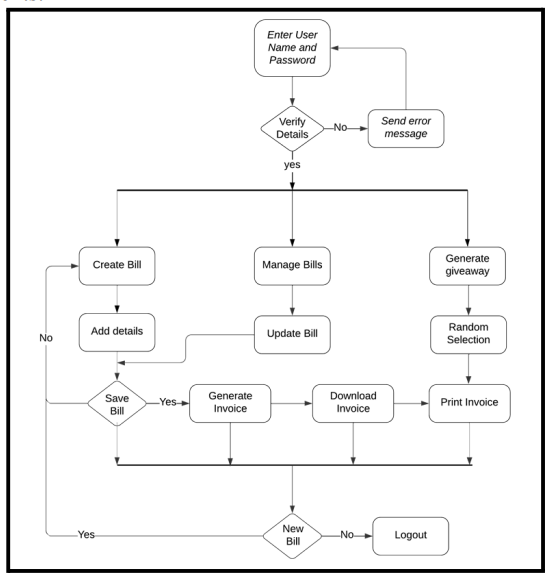 Enter User
Name and
Password
Verify
Details
No
Send error
message
yes
Create Bill
Manage Bills
Generate
giveaway
No
Add details
Update Bill
Random
Selection
Save
Bill
Yes
Generate
Invoice
Download
Invoice
Print Invoice
Yes
New
Bill
No
Logout